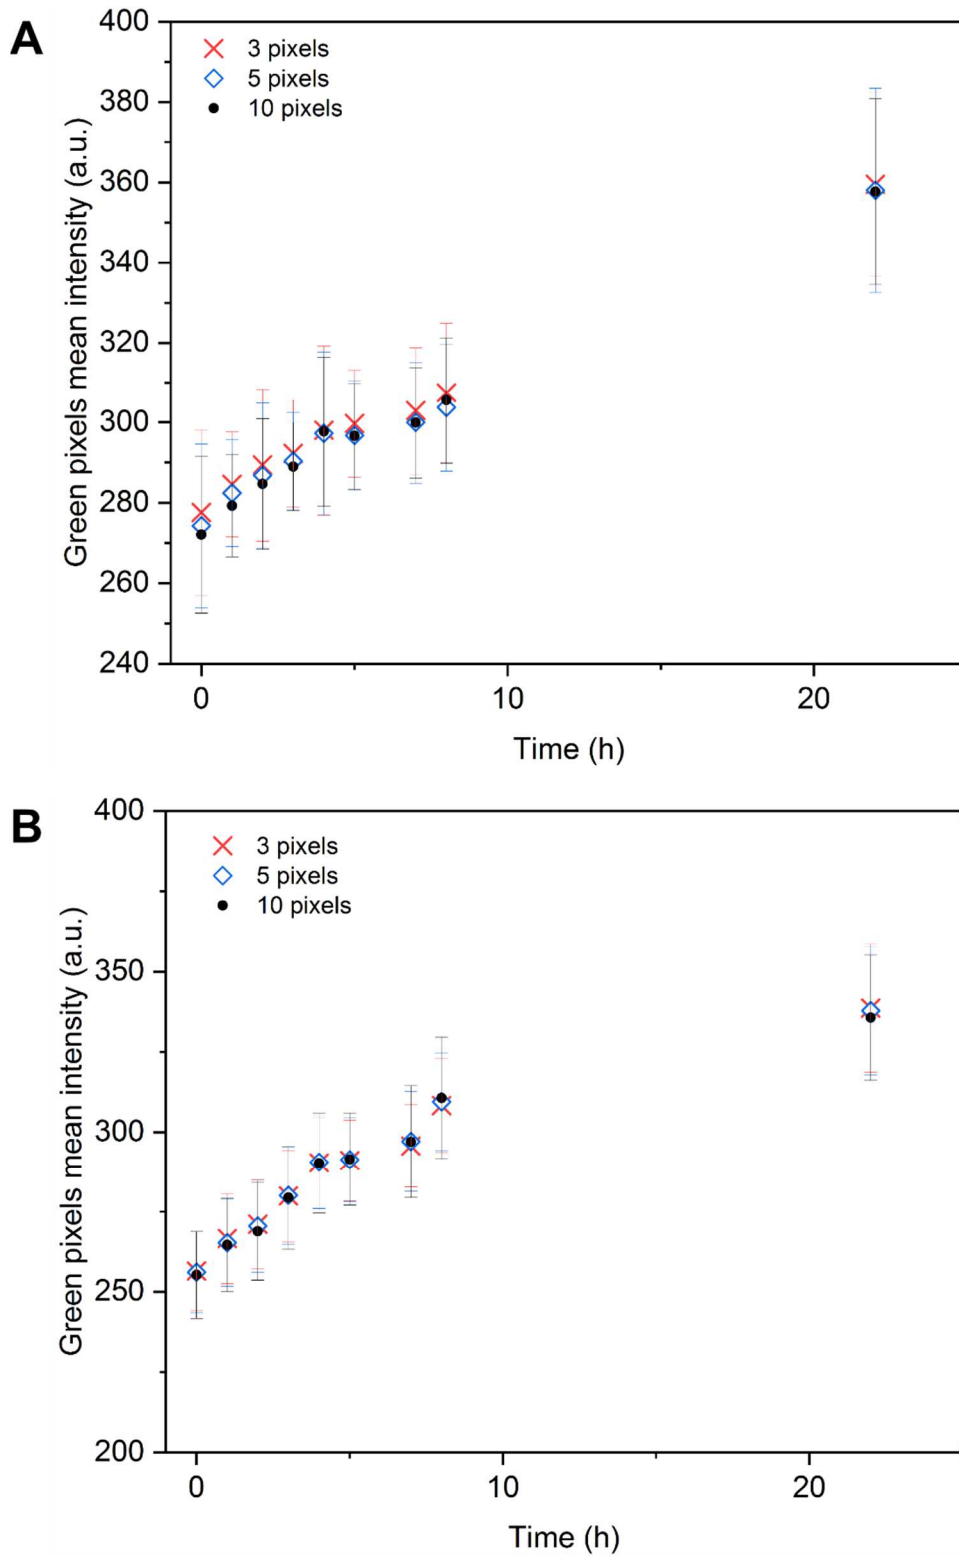 A
400
380
360
340
320
300
280
260
240
Green pixels mean intensity (a.u.)
3 pixels
5 pixels
10 pixels
0
10
20
Time (h)
B
400
350
300
250
200
Green pixels mean intensity (a.u.)
3 pixels
5 pixels
10 pixels
0
10
20
Time (h)